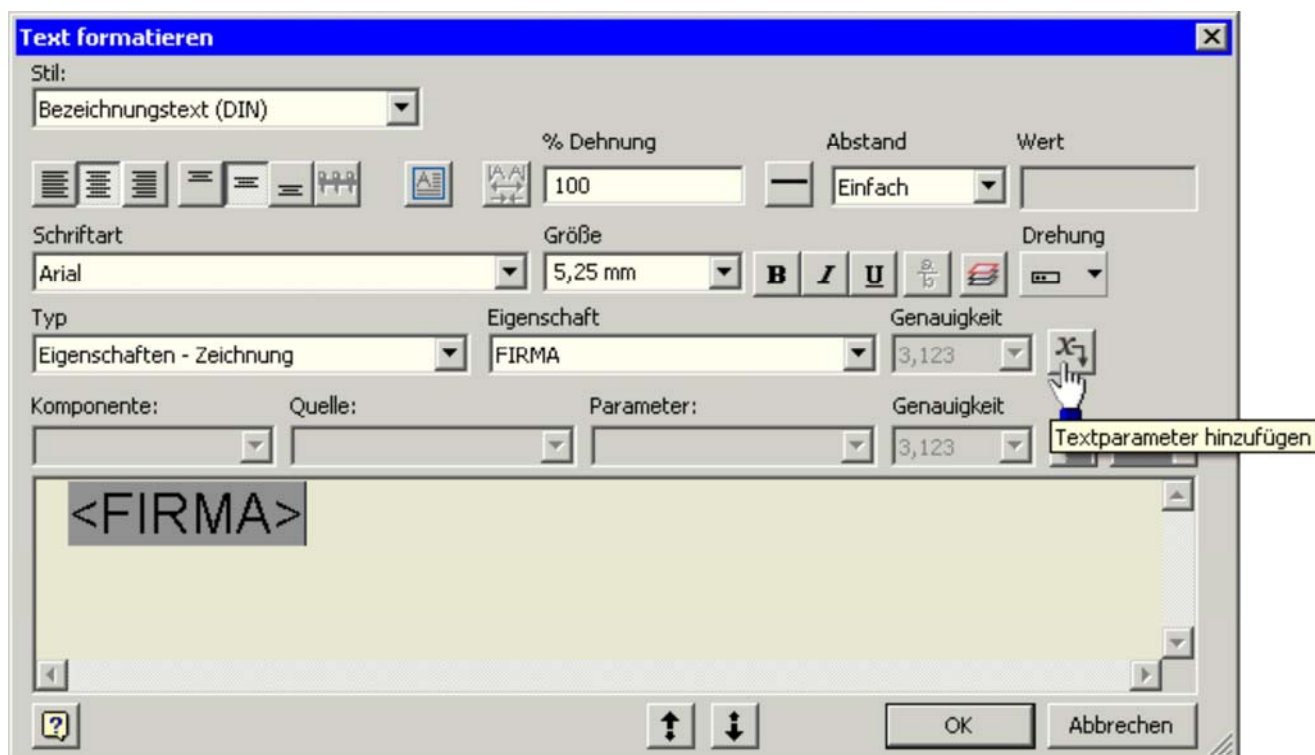 Text formatieren
Stil:
Bezeichnungstext (DIN)
% Dehnung Abstand Wert
100 Einfach
Schriftart Größe Drehung
Arial 5,25 mm B I U a/b
Typ Eigenschaft Genauigkeit
Eigenschaften - Zeichnung FIRMA 3,123 x
Komponente: Quelle: Parameter: Genauigkeit
3,123 Textparameter hinzufügen
<FIRMA>
? OK Abbrechen